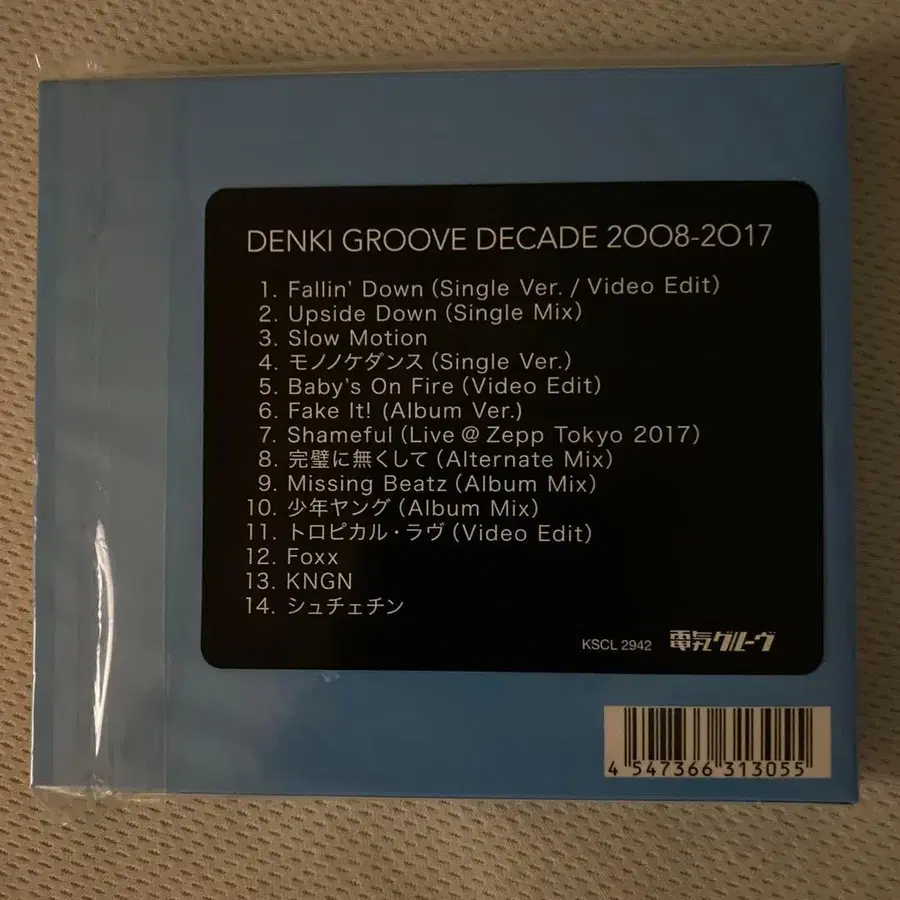 DENKI GROOVE DECADE 2008-2017
1. Fallin' Down (Single Ver. / Video Edit)
2. Upside Down (Single Mix)
3. Slow Motion
4. モノノケダンス (Single Ver.)
5. Baby's On Fire (Video Edit)
6. Fake It! (Album Ver.)
7. Shameful (Live @ Zepp Tokyo 2017)
8. 完璧に無くして (Alternate Mix)
9. Missing Beatz (Album Mix)
10. 少年ヤング (Album Mix)
11. トロピカル・ラヴ (Video Edit)
12. Foxx
13. KNGN
14. シュチェチン
KSCL 2942 電気グルーヴ
4 547366 313055